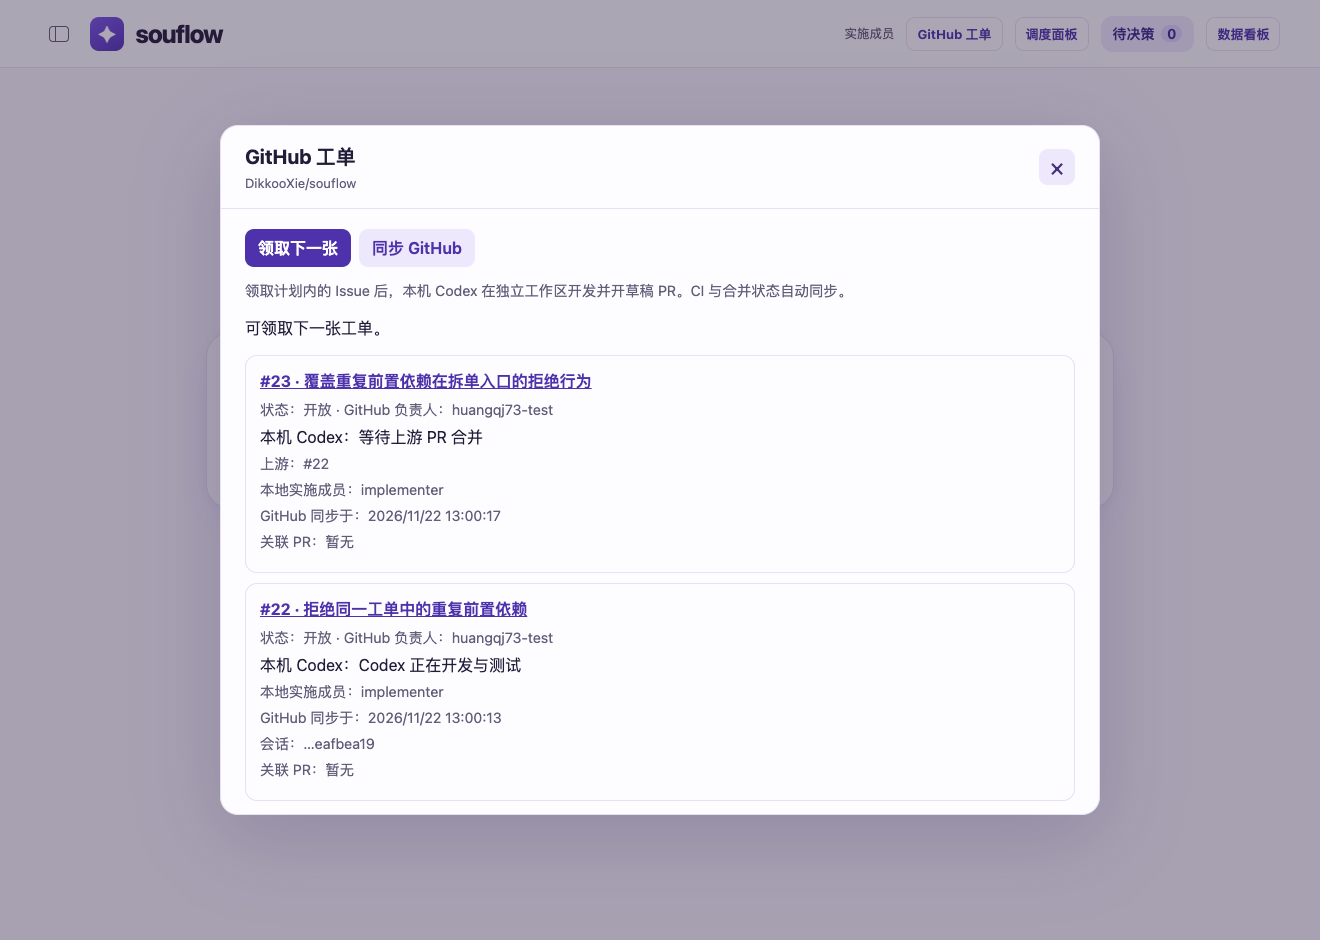 souflow
实施成员
GitHub 工单
调度面板
待决策 0
数据看板
GitHub 工单
DikkooXie/souflow
领取下一张
同步 GitHub
领取计划内的 Issue 后，本机 Codex 在独立工作区开发并开草稿 PR。CI 与合并状态自动同步。
可领取下一张工单。
#23 · 覆盖重复前置依赖在拆单入口的拒绝行为
状态：开放 · GitHub 负责人：huangqj73-test
本机 Codex：等待上游 PR 合并
上游：#22
本地实施成员：implementer
GitHub 同步于：2026/11/22 13:00:17
关联 PR：暂无
#22 · 拒绝同一工单中的重复前置依赖
状态：开放 · GitHub 负责人：huangqj73-test
本机 Codex：Codex 正在开发与测试
本地实施成员：implementer
GitHub 同步于：2026/11/22 13:00:13
会话：…eafbea19
关联 PR：暂无